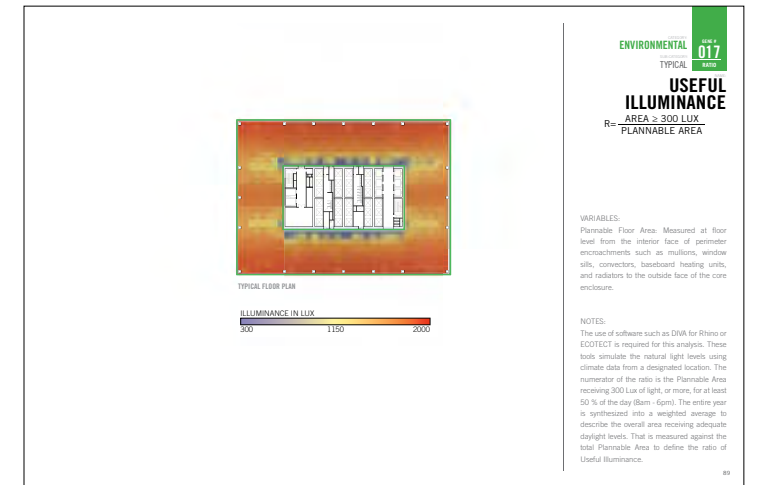 ENVIRONMENTAL
TYPICAL
GENE #
017
RATIO
USEFUL
ILLUMINANCE
R= AREA ≥ 300 LUX
PLANNABLE AREA
TYPICAL FLOOR PLAN
ILLUMINANCE IN LUX
300 1150 2000
VARIABLES:
Plannable Floor Area: Measured at floor
level from the interior face of perimeter
encroachments such as mullions, window
sills, convectors, baseboard heating units,
and radiators to the outside face of the core
enclosure.
NOTES:
The use of software such as DIVA for Rhino or
ECOTECT is required for this analysis. These
tools simulate the natural light levels using
climate data from a designated location. The
numerator of the ratio is the Plannable Area
receiving 300 Lux of light, or more, for at least
50 % of the day (8am - 6pm). The entire year
is synthesized into a weighted average to
describe the overall area receiving adequate
daylight levels. That is measured against the
total Plannable Area to define the ratio of
Useful Illuminance.
89